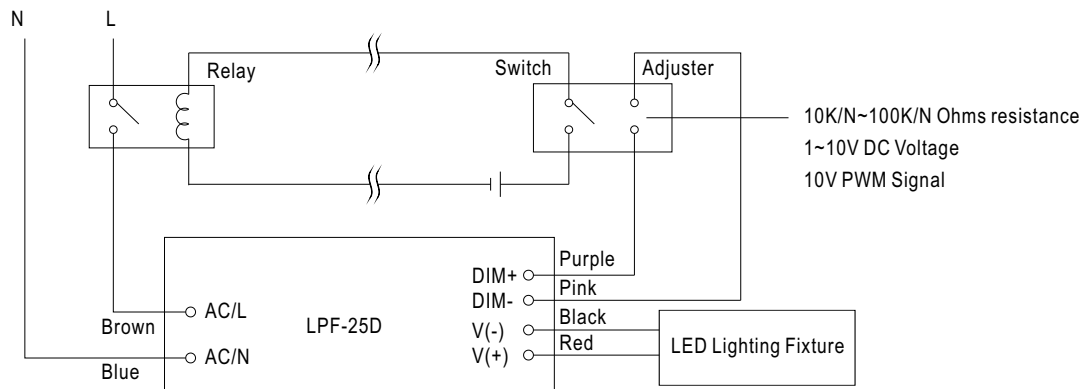 N
L
Relay
Switch
Adjuster
10K/N~100K/N Ohms resistance
1~10V DC Voltage
10V PWM Signal
Purple
DIM+
Pink
DIM-
Black
V(-)
Red
V(+)
AC/L
Brown
LPF-25D
AC/N
Blue
LED Lighting Fixture